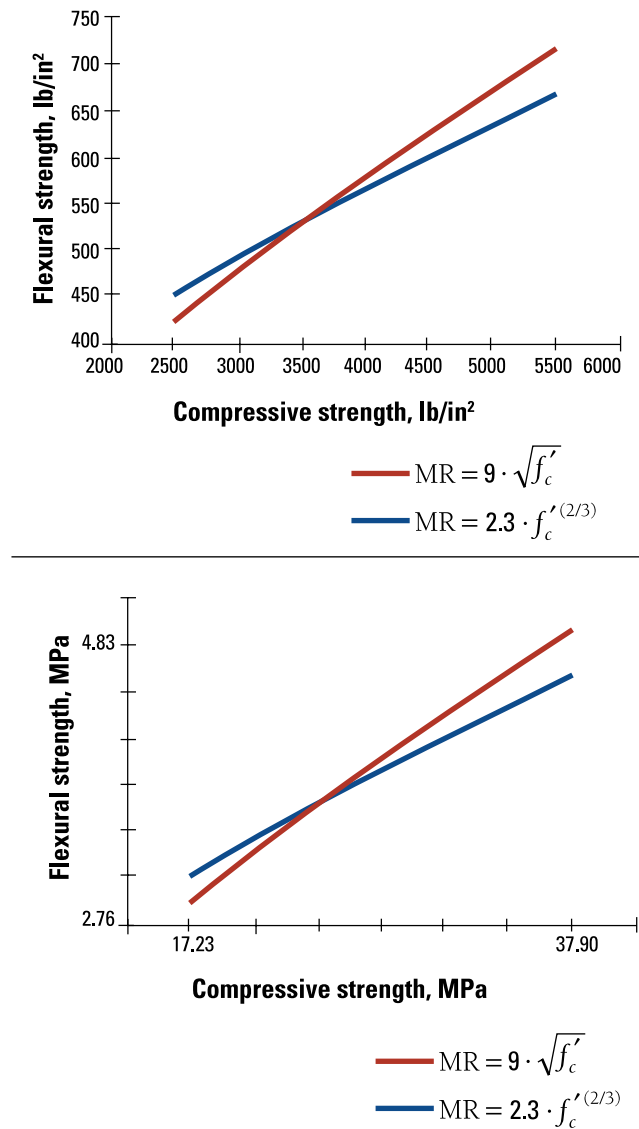 750
700
650
600
550
500
450
400
Flexural strength, lb/in²
2000 2500 3000 3500 4000 4500 5000 5500 6000
Compressive strength, lb/in²
MR = 9 · √f′c
MR = 2.3 · f′c(2/3)
4.83
2.76
Flexural strength, MPa
17.23 37.90
Compressive strength, MPa
MR = 9 · √f′c
MR = 2.3 · f′c(2/3)